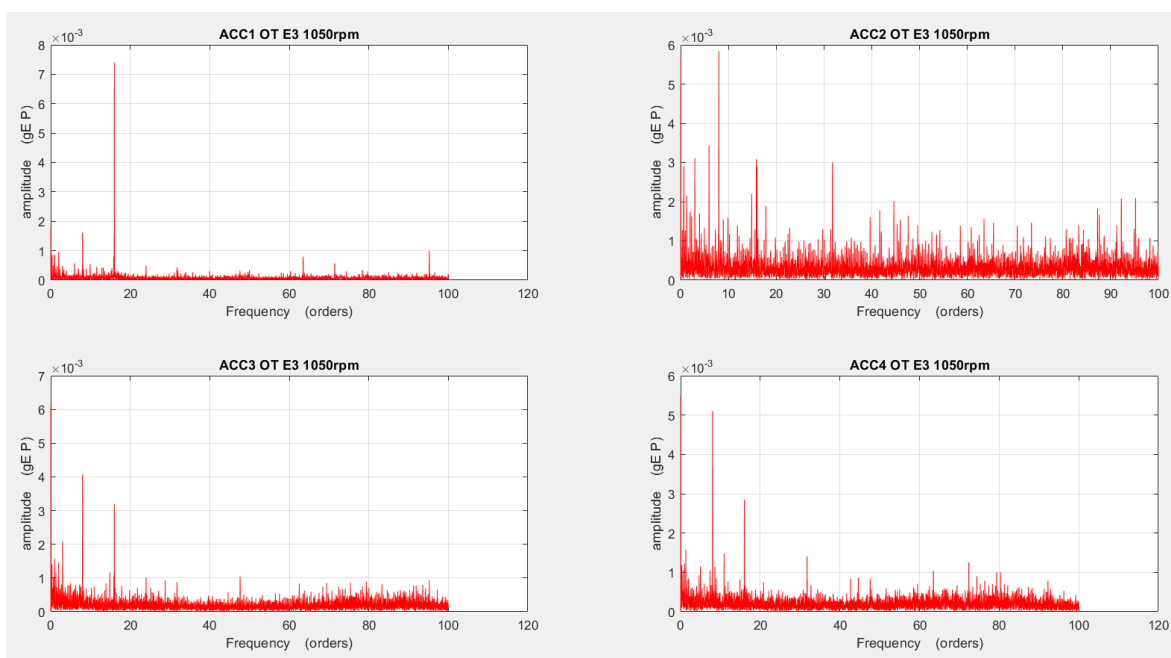 ACC1 OT E3 1050rpm
×10-3
8
7
6
5
4
3
2
1
0
amplitude (gE P)
0 20 40 60 80 100 120
Frequency (orders)
ACC2 OT E3 1050rpm
×10-3
6
5
4
3
2
1
0
amplitude (gE P)
0 10 20 30 40 50 60 70 80 90 100
Frequency (orders)
ACC3 OT E3 1050rpm
×10-3
7
6
5
4
3
2
1
0
amplitude (gE P)
0 20 40 60 80 100 120
Frequency (orders)
ACC4 OT E3 1050rpm
×10-3
6
5
4
3
2
1
0
amplitude (gE P)
0 20 40 60 80 100 120
Frequency (orders)